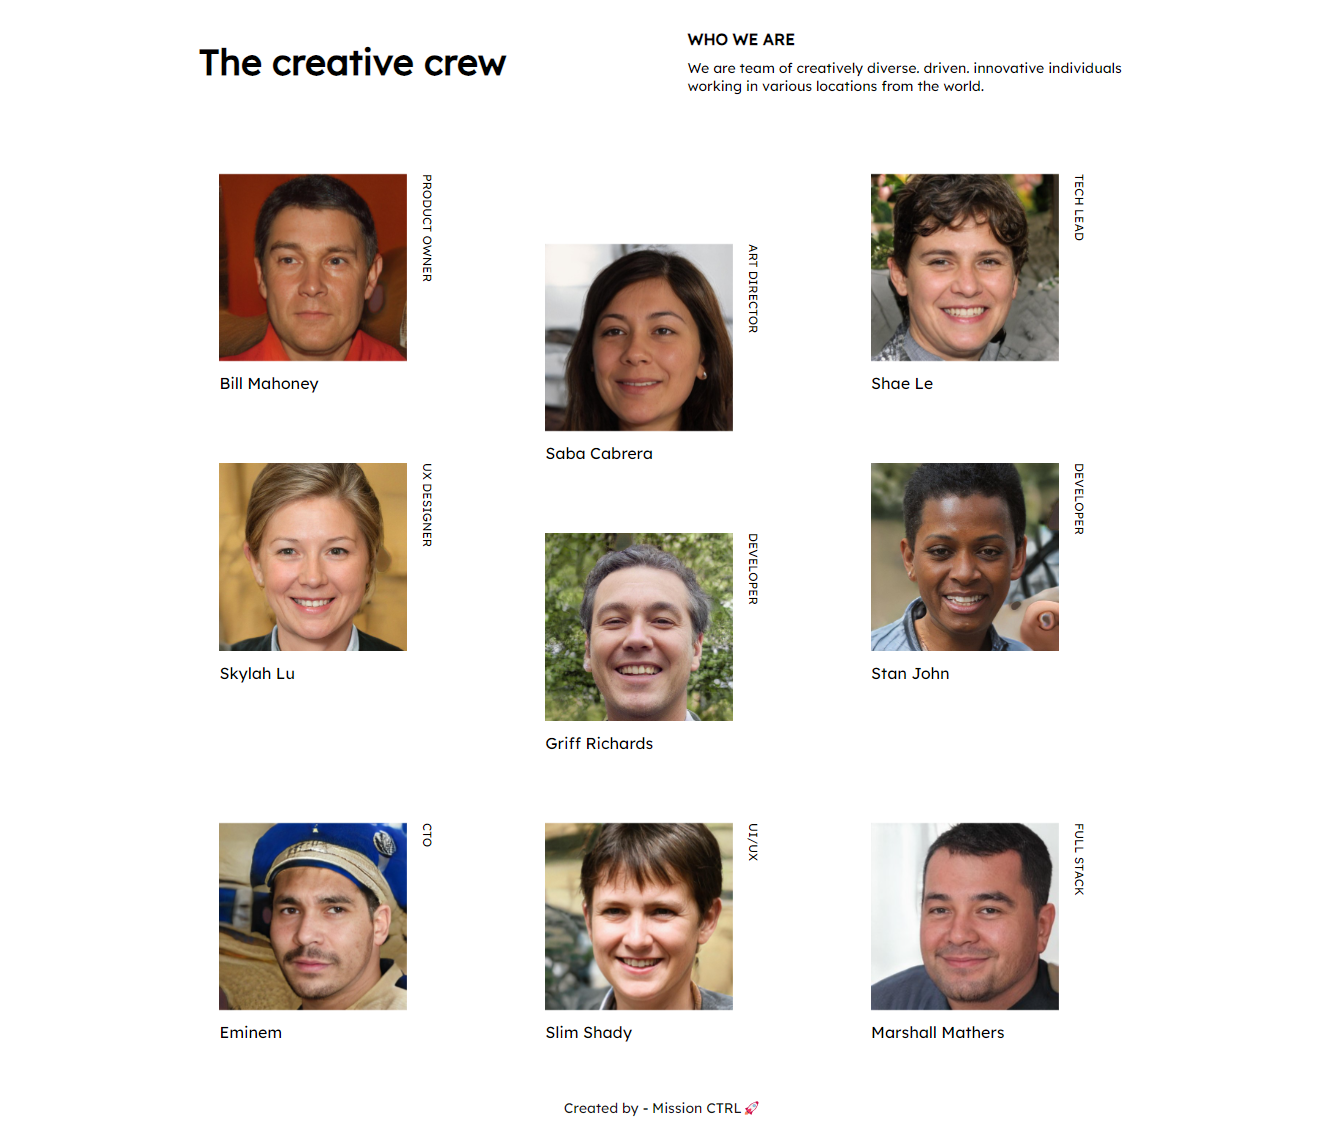 The creative crew
WHO WE ARE
We are team of creatively diverse. driven. innovative individuals
working in various locations from the world.
PRODUCT OWNER
Bill Mahoney
ART DIRECTOR
Saba Cabrera
TECH LEAD
Shae Le
UX DESIGNER
Skylah Lu
DEVELOPER
Griff Richards
DEVELOPER
Stan John
CTO
Eminem
UI/UX
Slim Shady
FULL STACK
Marshall Mathers
Created by - Mission CTRL 🚀